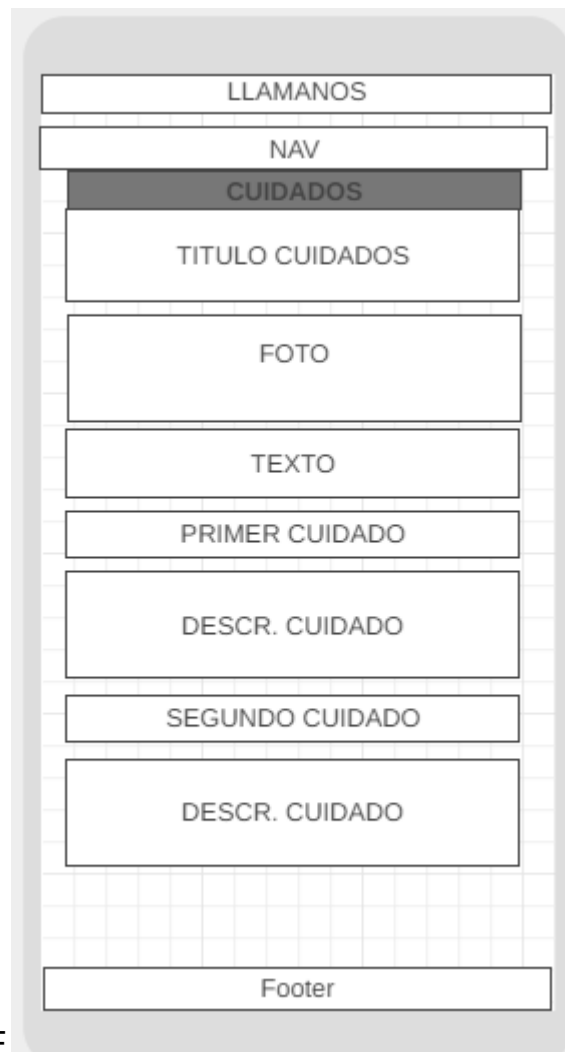 LLAMANOS
NAV
CUIDADOS
TITULO CUIDADOS
FOTO
TEXTO
PRIMER CUIDADO
DESCR. CUIDADO
SEGUNDO CUIDADO
DESCR. CUIDADO
Footer